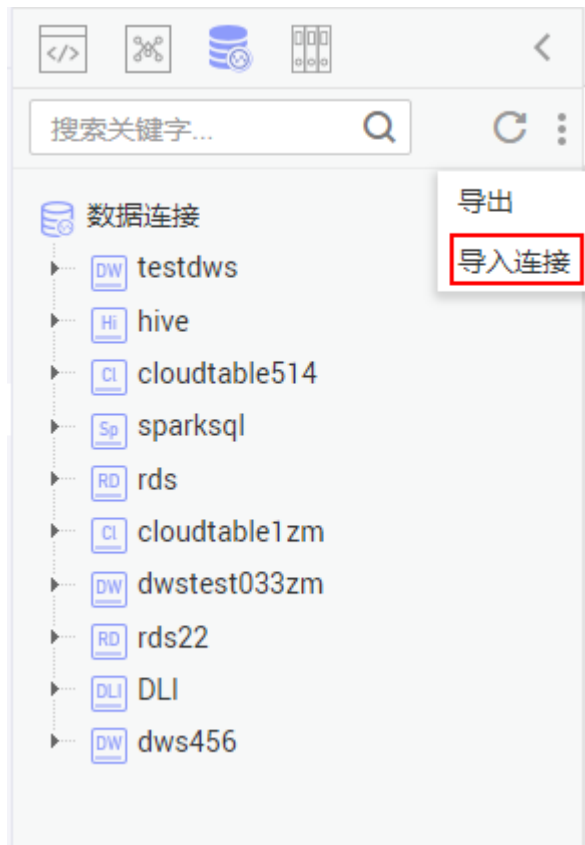 </>
搜索关键字...
导出
数据连接
导入连接
DW testdws
Hi hive
Cl cloudtable514
Sp sparksql
RD rds
Cl cloudtable1zm
DW dwstest033zm
RD rds22
DLI DLI
DW dws456